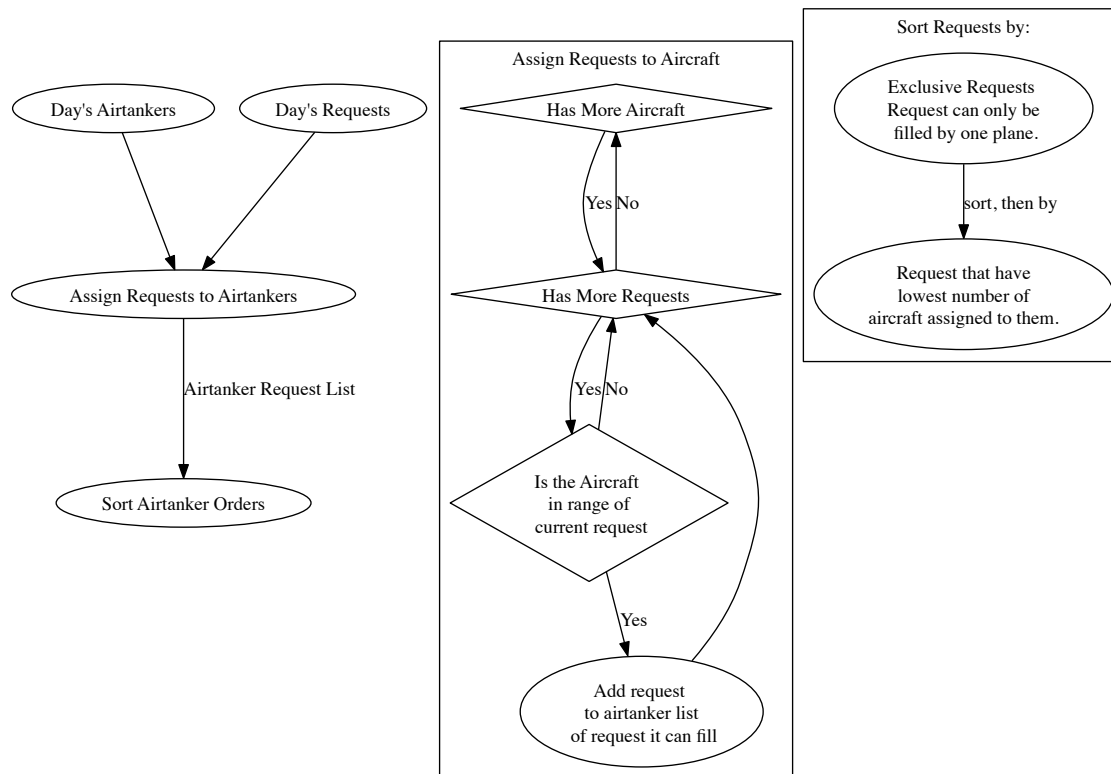 Day's Airtankers
Day's Requests
Assign Requests to Airtankers
Airtanker Request List
Sort Airtanker Orders
Assign Requests to Aircraft
Has More Aircraft
Yes
No
Has More Requests
Yes
No
Is the Aircraft
in range of
current request
Yes
Add request
to airtanker list
of request it can fill
Sort Requests by:
Exclusive Requests
Request can only be
filled by one plane.
sort, then by
Request that have
lowest number of
aircraft assigned to them.